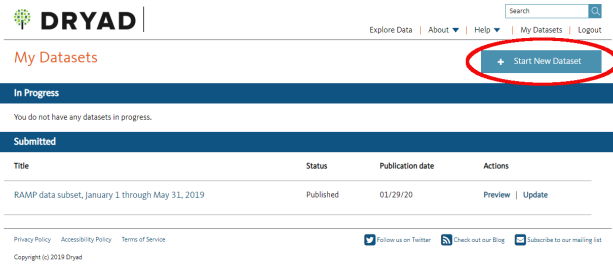 Search
DRYAD
Explore Data | About ▼ | Help ▼ | My Datasets | Logout
My Datasets
+ Start New Dataset
In Progress
You do not have any datasets in progress.
Submitted
Title Status Publication date Actions
RAMP data subset, January 1 through May 31, 2019 Published 01/29/20 Preview | Update
Privacy Policy Accessibility Policy Terms of Service Follow us on Twitter Check out our Blog Subscribe to our mailing list
Copyright (c) 2019 Dryad